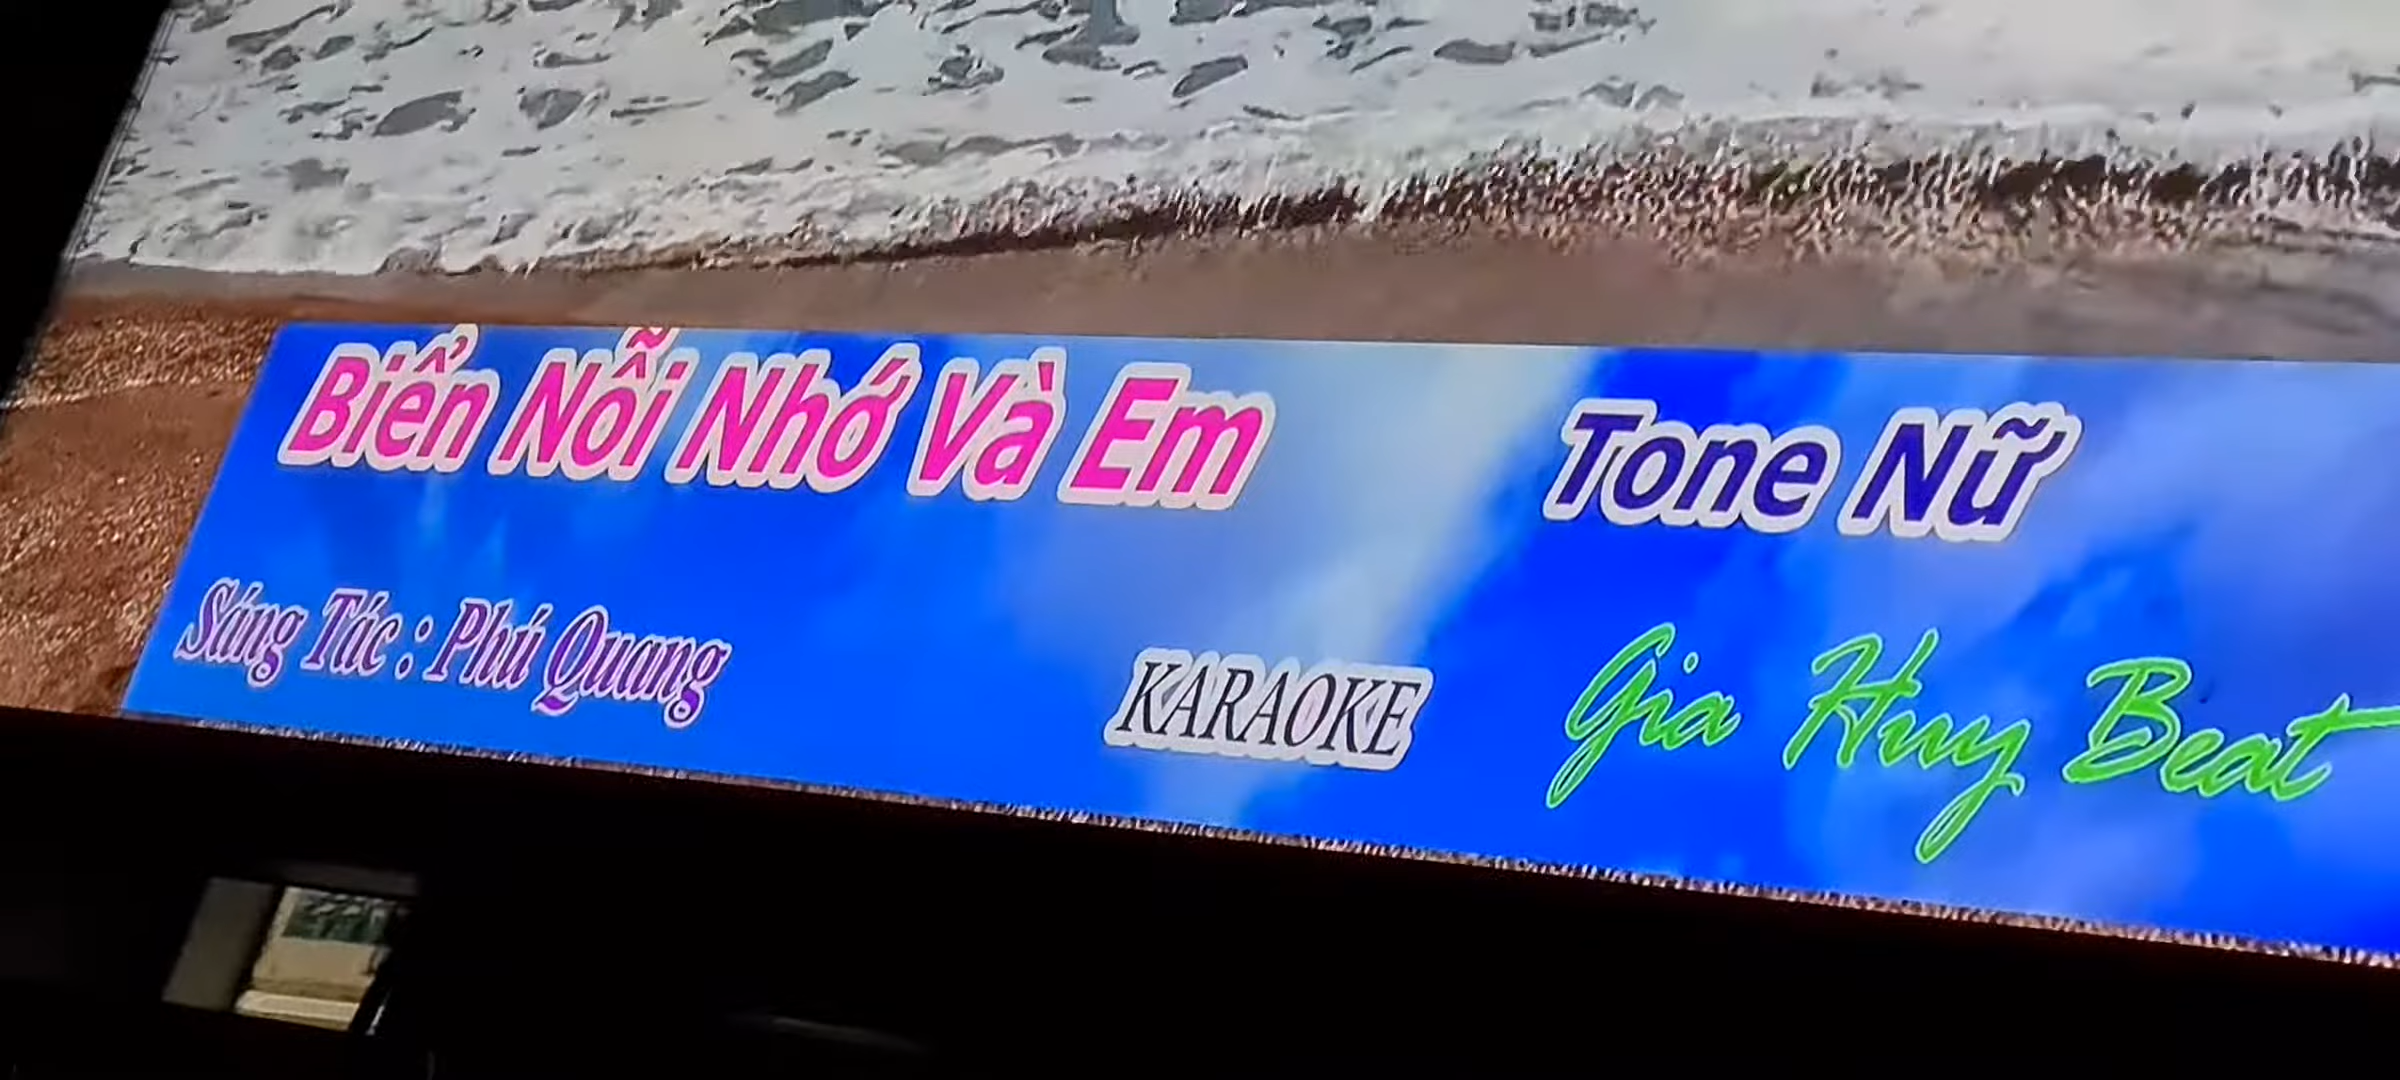 Biển Nỗi Nhớ Và Em Tone Nữ
Sáng Tác : Phú Quang KARAOKE Gia Huy Beat